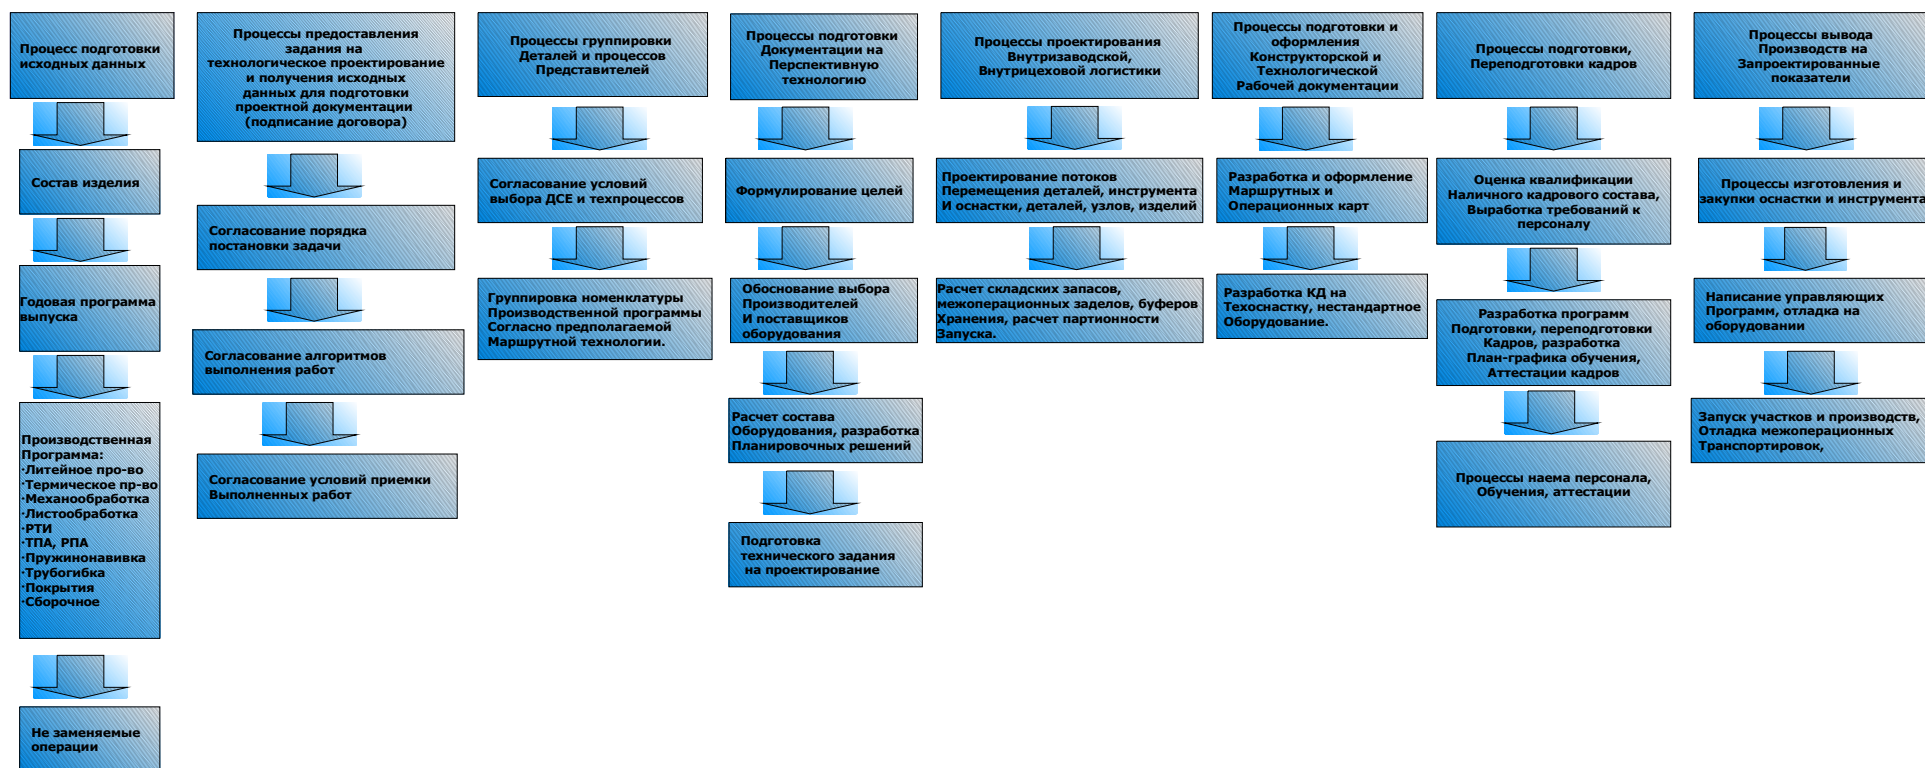 Процесс подготовки
исходных данных
Состав изделия
Годовая программа
выпуска
Производственная
Программа:
·Литейное про-во
·Термическое пр-во
·Механообработка
·Листообработка
·РТИ
·ТПА, РПА
·Пружинонавивка
·Трубогибка
·Покрытия
·Сборочное
Не заменяемые
операции
Процессы предоставления
задания на
технологическое проектирование
и получения исходных
данных для подготовки
проектной документации
(подписание договора)
Согласование порядка
постановки задачи
Согласование алгоритмов
выполнения работ
Согласование условий приемки
Выполненных работ
Процессы группировки
Деталей и процессов
Представителей
Согласование условий
выбора ДСЕ и техпроцессов
Группировка номенклатуры
Производственной программы
Согласно предполагаемой
Маршрутной технологии.
Процессы подготовки
Документации на
Перспективную
технологию
Формулирование целей
Обоснование выбора
Производителей
И поставщиков
оборудования
Расчет состава
Оборудования, разработка
Планировочных решений
Подготовка
технического задания
на проектирование
Процессы проектирования
Внутризаводской,
Внутрицеховой логистики
Проектирование потоков
Перемещения деталей, инструмента
И оснастки, деталей, узлов, изделий
Расчет складских запасов,
межоперационных заделов, буферов
Хранения, расчет партионности
Запуска.
Процессы подготовки и
оформления
Конструкторской и
Технологической
Рабочей документации
Разработка и оформление
Маршрутных и
Операционных карт
Разработка КД на
Техоснастку, нестандартное
Оборудование.
Процессы подготовки,
Переподготовки кадров
Оценка квалификации
Наличного кадрового состава,
Выработка требований к
персоналу
Разработка программ
Подготовки, переподготовки
Кадров, разработка
План-графика обучения,
Аттестации кадров
Процессы наема персонала,
Обучения, аттестации
Процессы вывода
Производств на
Запроектированные
показатели
Процессы изготовления и
закупки оснастки и инструмента
Написание управляющих
Программ, отладка на
оборудовании
Запуск участков и производств,
Отладка межоперационных
Транспортировок,